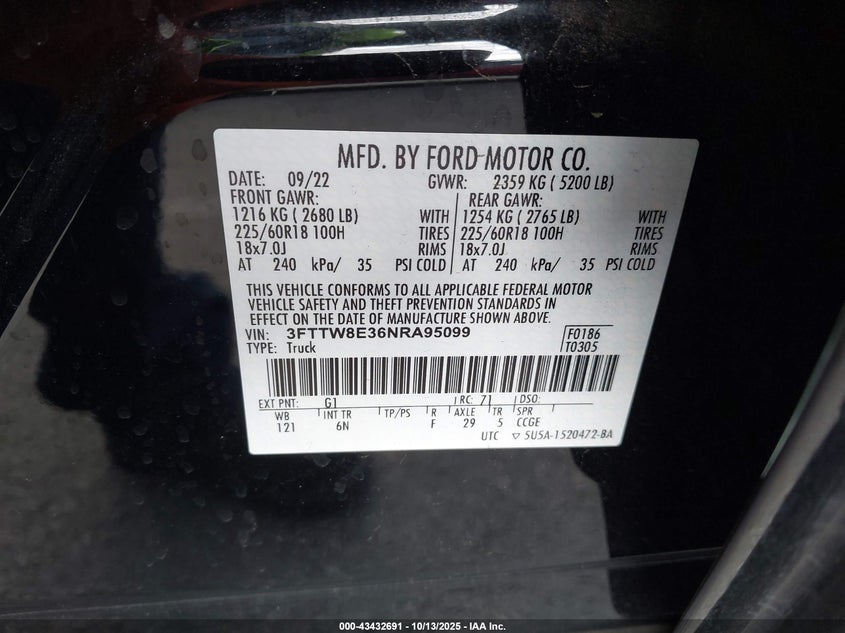 MFD. BY FORD MOTOR CO.
DATE: 09/22 GVWR: 2359 KG ( 5200 LB)
FRONT GAWR: REAR GAWR:
1216 KG ( 2680 LB) WITH 1254 KG ( 2765 LB) WITH
225/60R18 100H TIRES 225/60R18 100H TIRES
18x7.0J RIMS 18x7.0J RIMS
AT 240 kPa/ 35 PSI COLD AT 240 kPa/ 35 PSI COLD
THIS VEHICLE CONFORMS TO ALL APPLICABLE FEDERAL MOTOR
VEHICLE SAFETY AND THEFT PREVENTION STANDARDS IN
EFFECT ON THE DATE OF MANUFACTURE SHOWN ABOVE.
VIN: 3FTTW8E36NRA95099 F0186
TYPE: Truck T0305
EXT PNT: G1 RC: 71 DSO:
WB INT TR TP/PS R AXLE TR SPR
121 6N F 29 5 CCGE
UTC ▽ 5U5A-1520472-BA
000-43432691 - 10/13/2025 - IAA Inc.